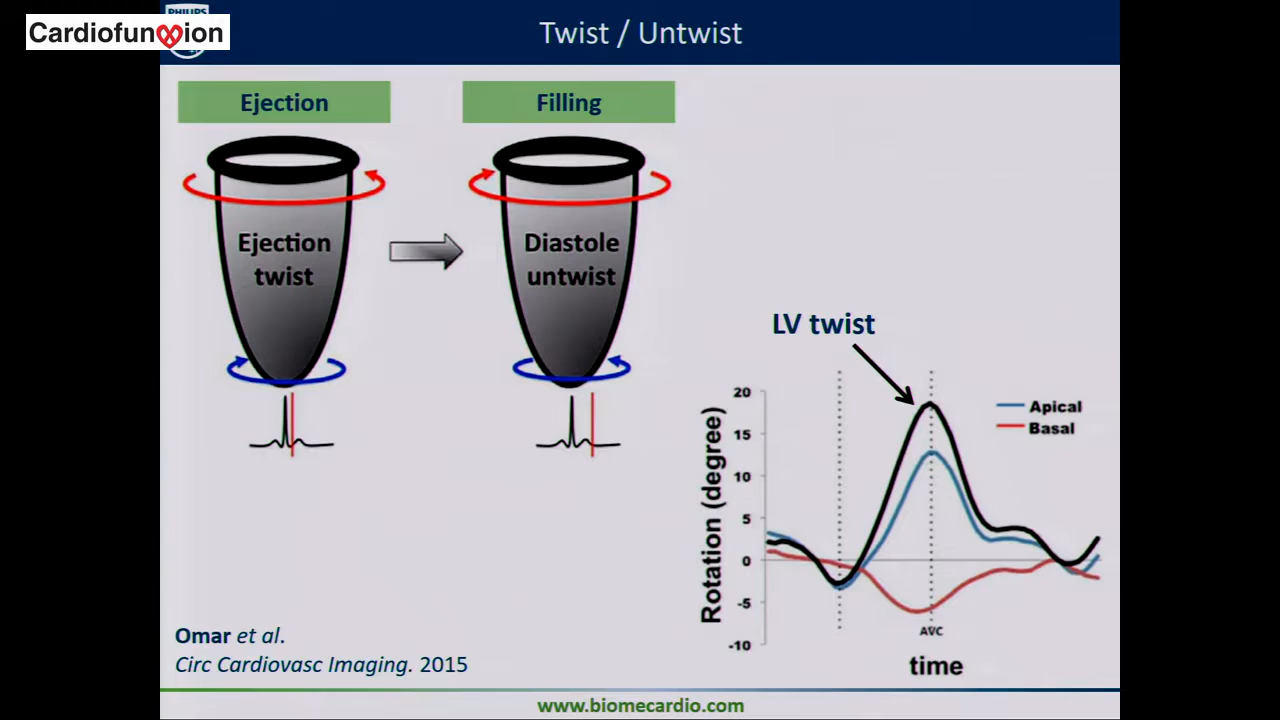 PHILIPS
Cardiofunxion
Twist / Untwist
Ejection
Filling
Ejection
twist
Diastole
untwist
LV twist
20
15
10
5
0
-5
-10
Rotation (degree)
Apical
Basal
AVC
time
Omar et al.
Circ Cardiovasc Imaging. 2015
www.biomecardio.com